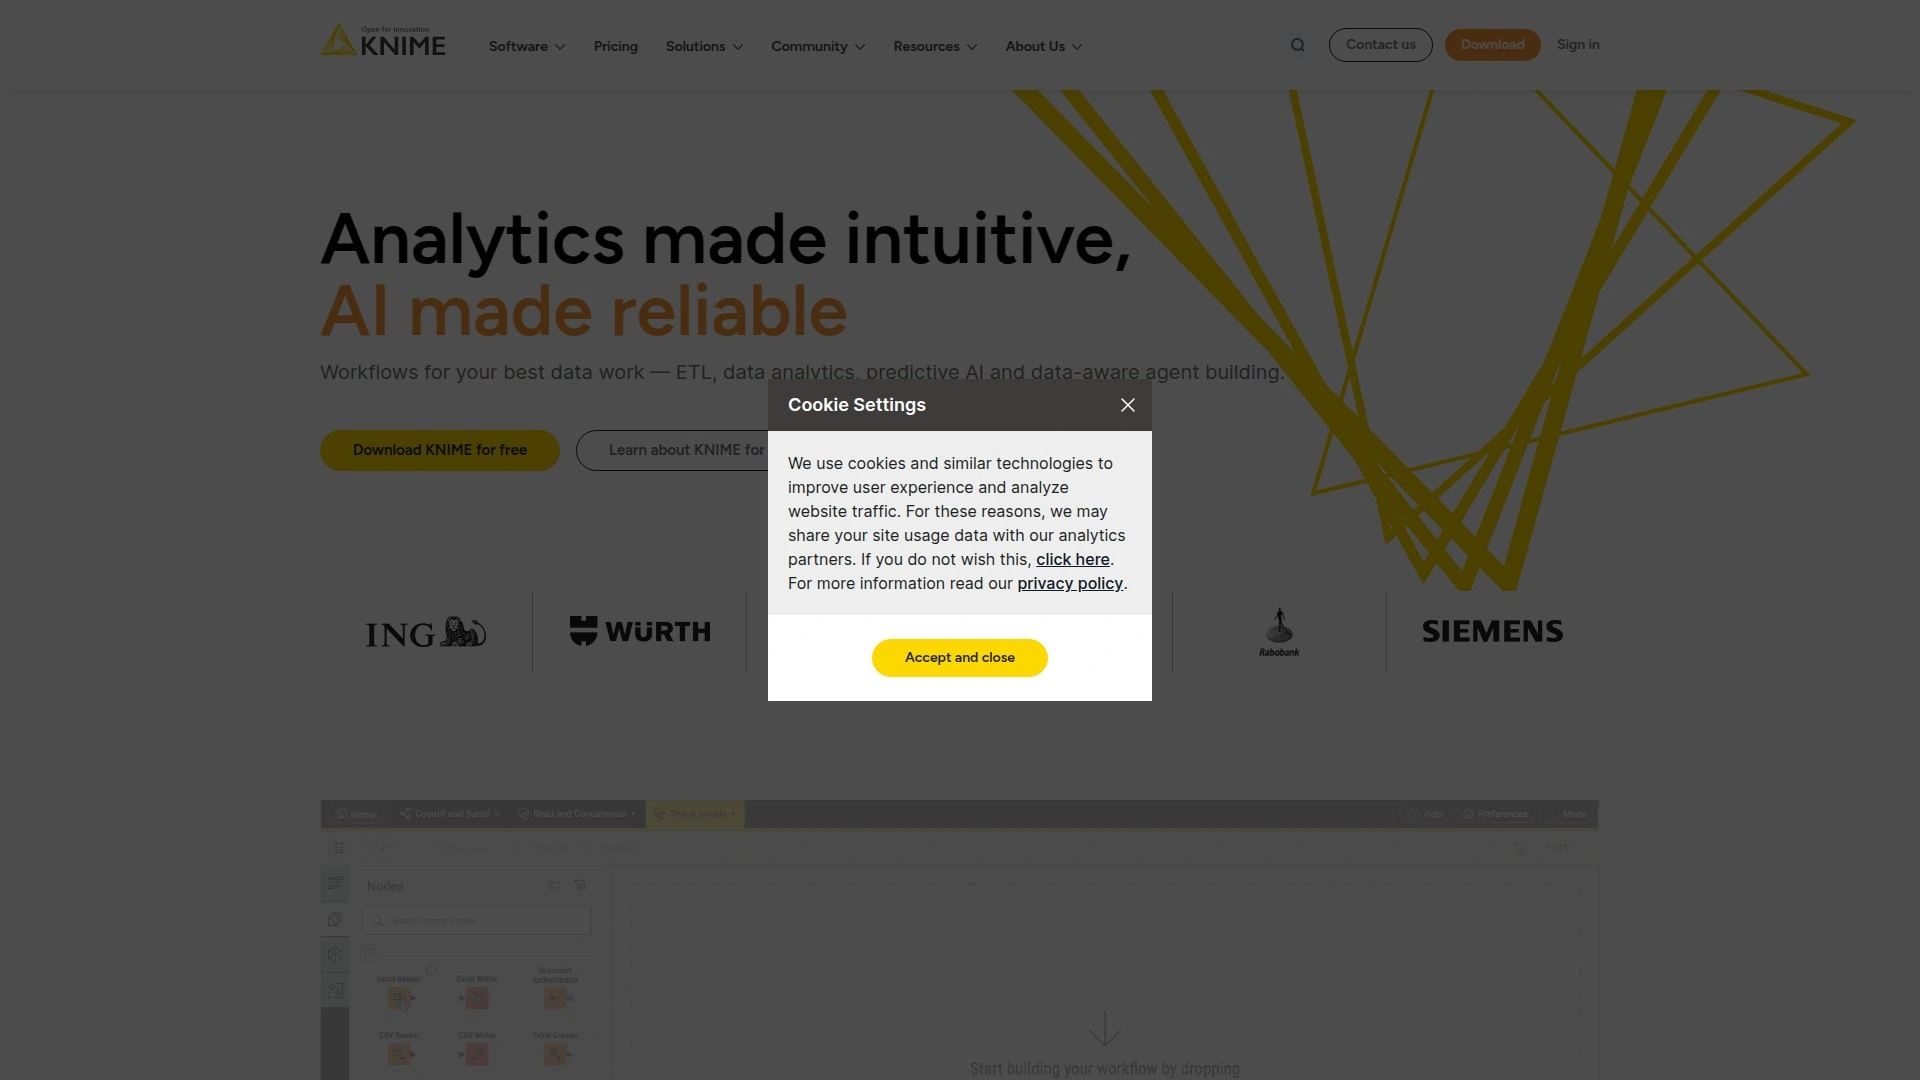 Open for Innovation
KNIME
Software
Pricing
Solutions
Community
Resources
About Us
Contact us
Download
Sign in
Analytics made intuitive,
AI made reliable
Workflows for your best data work — ETL, data analytics, predictive AI and data-aware agent building.
Download KNIME for free
Learn about KNIME for
Cookie Settings
We use cookies and similar technologies to
improve user experience and analyze
website traffic. For these reasons, we may
share your site usage data with our analytics
partners. If you do not wish this, click here.
For more information read our privacy policy.
Accept and close
ING
WÜRTH
Rabobank
SIEMENS
Home
CountIf and SumIf
Read and Concatenate
This is a node
Help
Preferences
Menu
Nodes
Excel Reader
Excel Writer
Microsoft
Authenticator
CSV Reader
CSV Writer
Table Creator
Start building your workflow by dropping